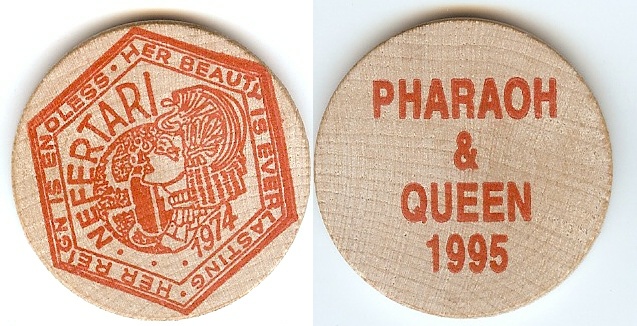 HER BEAUTY IS EVERLASTING · HER REIGN IS ENDLESS ·
· NEFERTARI
1974
PHARAOH
&
QUEEN
1995